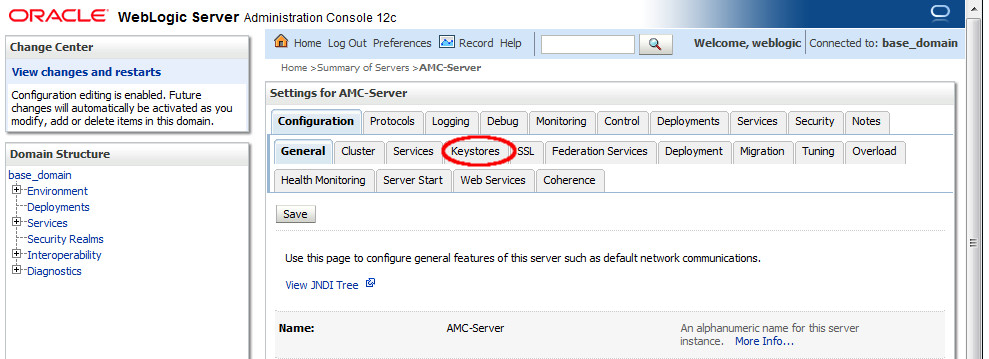 ORACLE WebLogic Server Administration Console 12c
Change Center
View changes and restarts
Configuration editing is enabled. Future
changes will automatically be activated as you
modify, add or delete items in this domain.
Domain Structure
base_domain
Environment
Deployments
Services
Security Realms
Interoperability
Diagnostics
Home Log Out Preferences Record Help
Welcome, weblogic Connected to: base_domain
Home >Summary of Servers >AMC-Server
Settings for AMC-Server
Configuration Protocols Logging Debug Monitoring Control Deployments Services Security Notes
General Cluster Services Keystores SSL Federation Services Deployment Migration Tuning Overload
Health Monitoring Server Start Web Services Coherence
Save
Use this page to configure general features of this server such as default network communications.
View JNDI Tree
Name: AMC-Server An alphanumeric name for this server
instance. More Info...